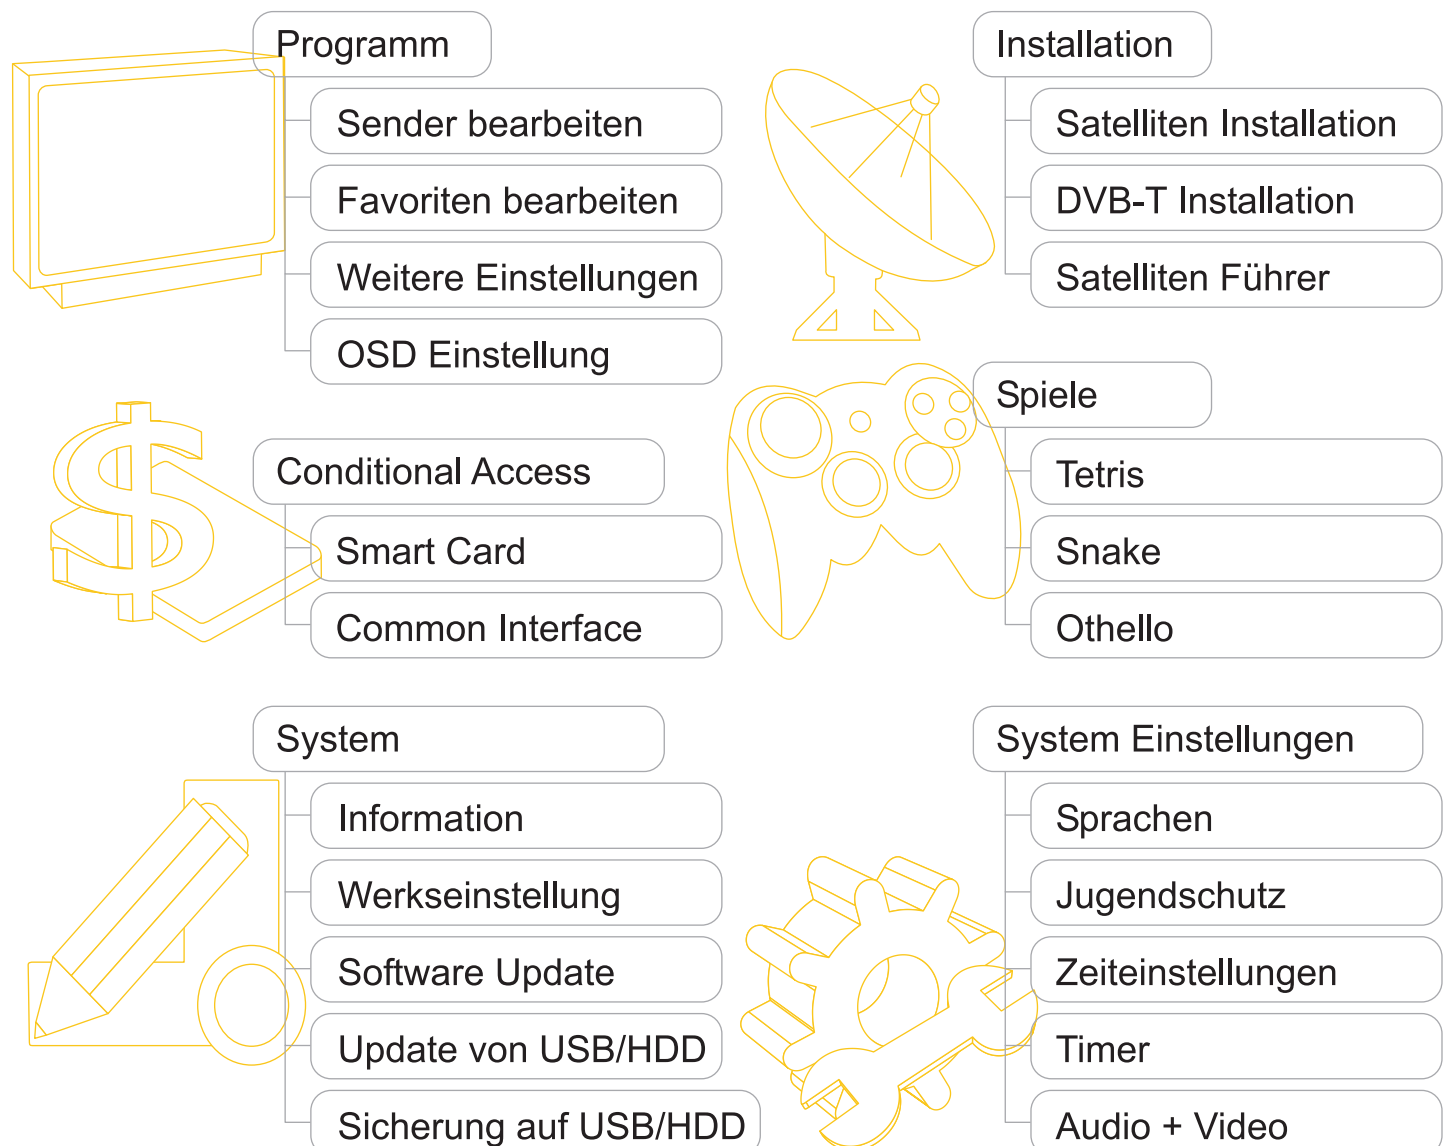 Programm
Sender bearbeiten
Favoriten bearbeiten
Weitere Einstellungen
OSD Einstellung
Installation
Satelliten Installation
DVB-T Installation
Satelliten Führer
Conditional Access
Smart Card
Common Interface
Spiele
Tetris
Snake
Othello
System
Information
Werkseinstellung
Software Update
Update von USB/HDD
Sicherung auf USB/HDD
System Einstellungen
Sprachen
Jugendschutz
Zeiteinstellungen
Timer
Audio + Video